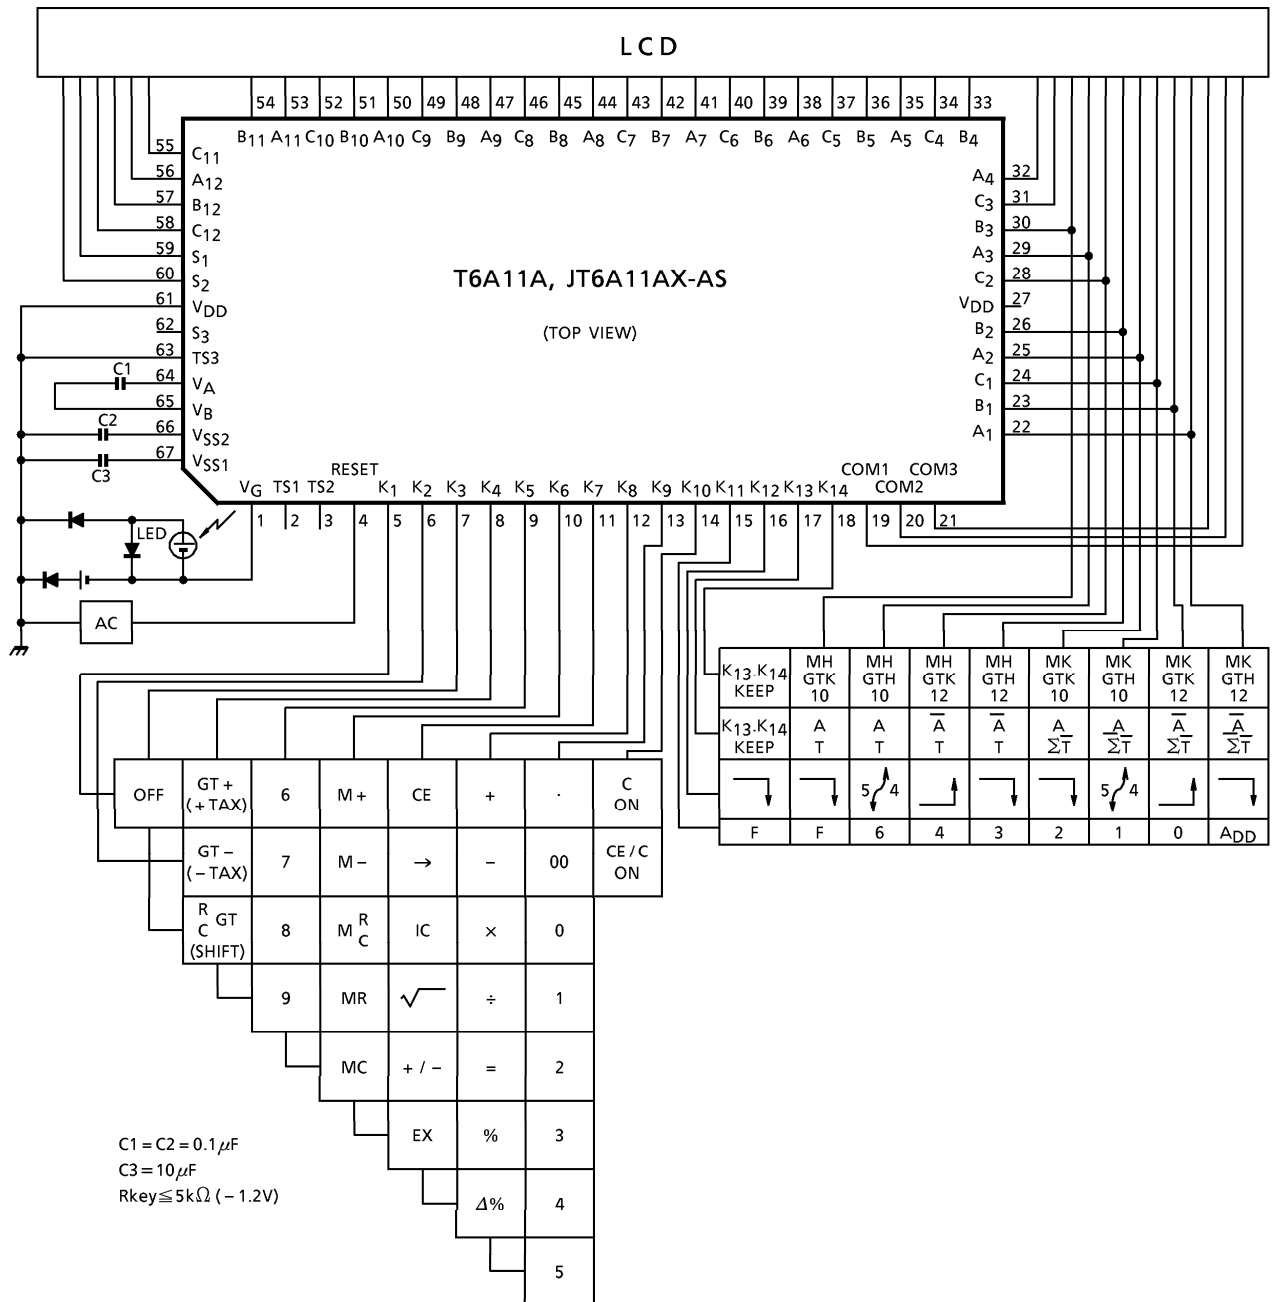 LCD
54 53 52 51 50 49 48 47 46 45 44 43 42 41 40 39 38 37 36 35 34 33
B11 A11 C10 B10 A10 C9 B9 A9 C8 B8 A8 C7 B7 A7 C6 B6 A6 C5 B5 A5 C4 B4
55 C11
56 A12
57 B12
58 C12
59 S1
60 S2
61 VDD
62 S3
63 TS3
C1 64 VA
65 VB
C2 66 VSS2
C3 67 VSS1
A4 32
C3 31
B3 30
A3 29
C2 28
VDD 27
B2 26
A2 25
C1 24
B1 23
A1 22
T6A11A, JT6A11AX-AS
(TOP VIEW)
RESET COM1 COM3
VG TS1 TS2 K1 K2 K3 K4 K5 K6 K7 K8 K9 K10 K11 K12 K13 K14 COM2
1 2 3 4 5 6 7 8 9 10 11 12 13 14 15 16 17 18 19 20 21
LED
AC
K13·K14 KEEP
MH GTK 10
MH GTH 10
MH GTK 12
MH GTH 12
MK GTK 10
MK GTH 10
MK GTK 12
MK GTH 12
K13·K14 KEEP
A T
A T
A̅ T
A̅ T
A Σ̅T̅
A Σ̅T̅
A̅ Σ̅T̅
A̅ Σ̅T̅
5 4 5 4
F F 6 4 3 2 1 0 ADD
OFF
GT+ (+TAX)
6 M+ CE + ·
C ON
GT− (−TAX)
7 M− → − 00
CE/C ON
R C GT (SHIFT)
8 M R C IC × 0
9 MR √ ÷ 1
MC +/− = 2
EX % 3
Δ% 4
5
C1=C2=0.1μF
C3=10μF
Rkey≦5kΩ (−1.2V)